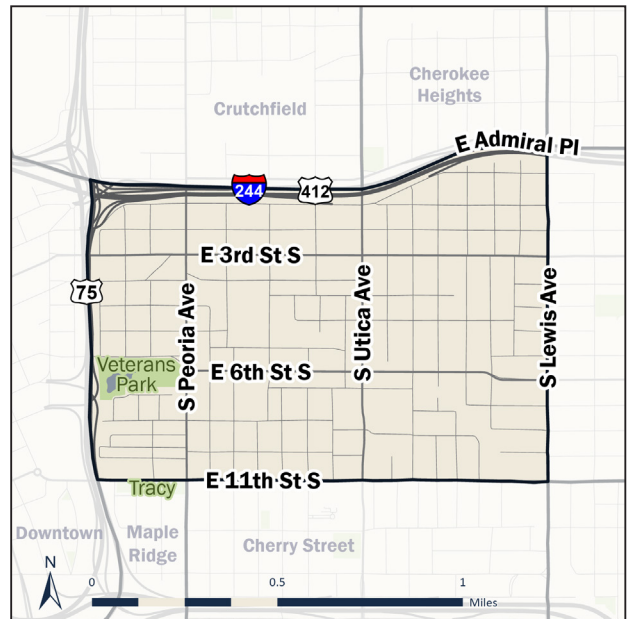 Cherokee
Heights
Crutchfield
E Admiral Pl
244
412
E 3rd St S
75
S Peoria Ave
S Utica Ave
S Lewis Ave
Veterans
Park
E 6th St S
E 11th St S
Tracy
Downtown
Maple
Ridge
Cherry Street
N
0 0.5 1
Miles